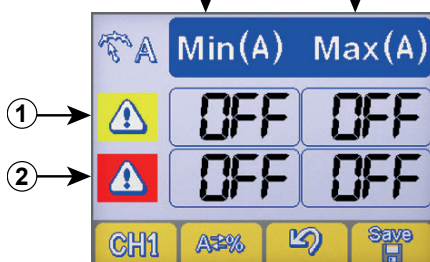 A Min(A) Max(A)
1 OFF OFF
2 OFF OFF
CH1 A⇄% Save